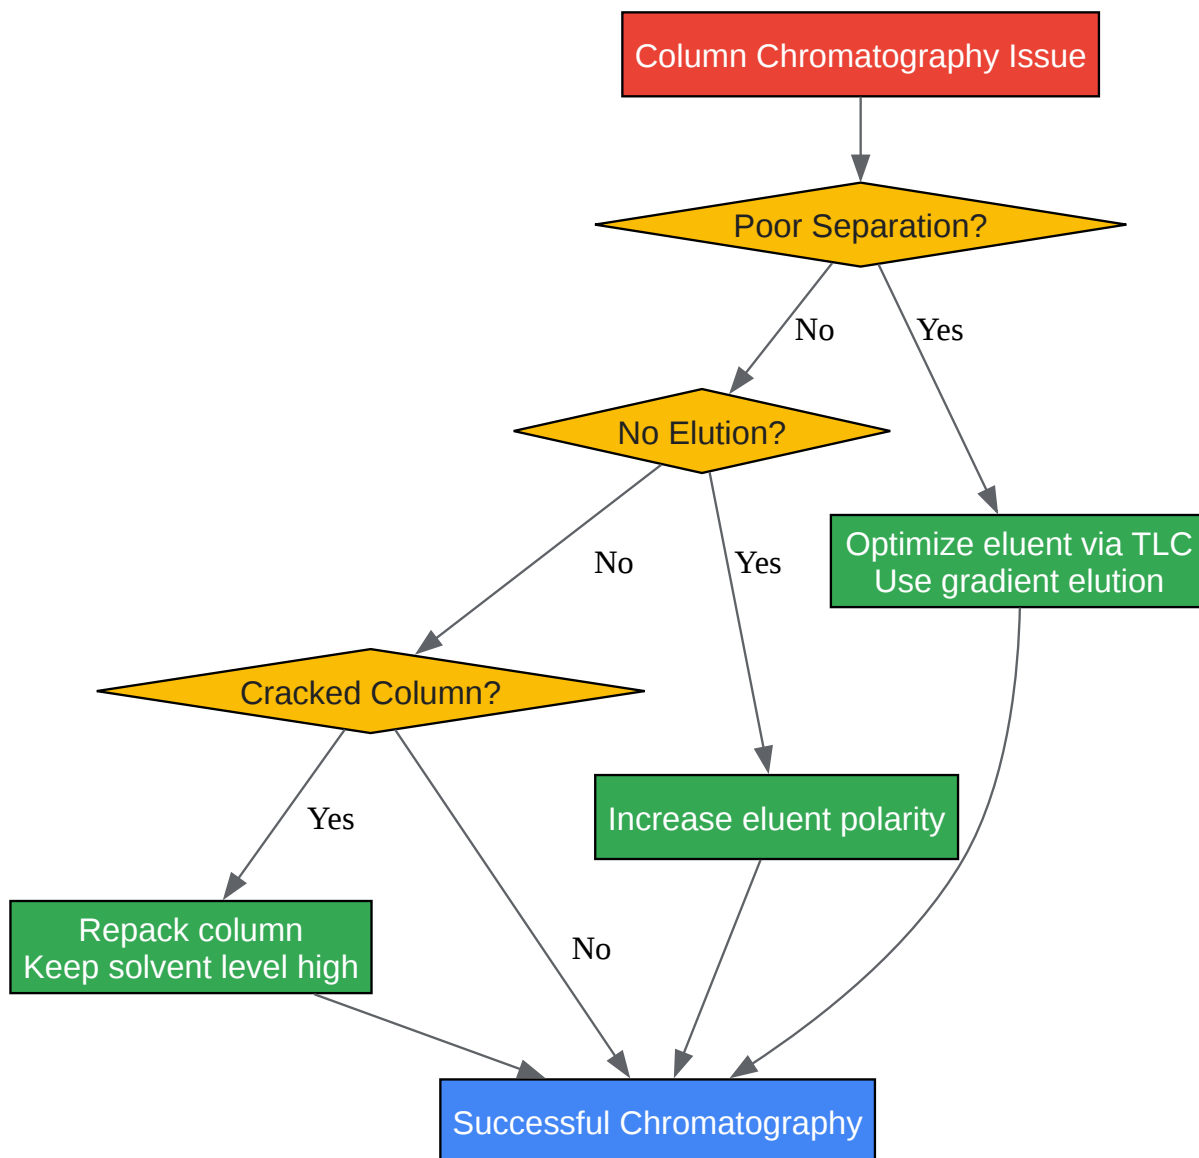 Column Chromatography Issue
Poor Separation?
No
Yes
No Elution?
Optimize eluent via TLC
Use gradient elution
No
Yes
Cracked Column?
Increase eluent polarity
Yes
Repack column
Keep solvent level high
No
Successful Chromatography